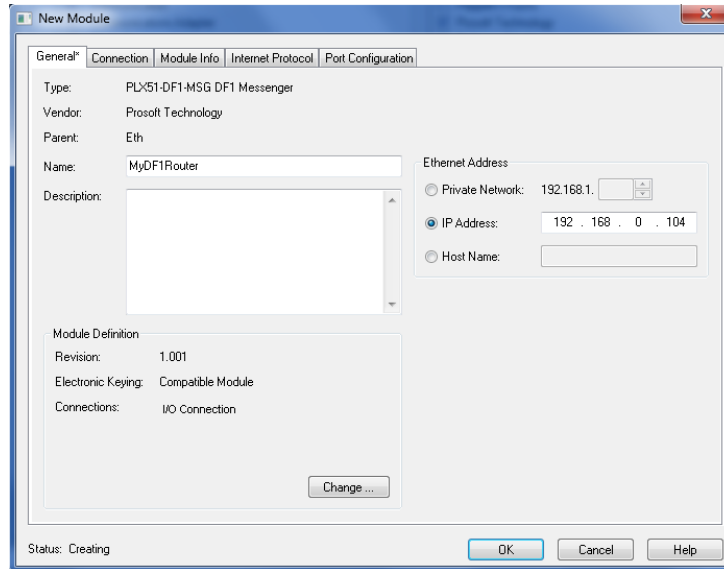 New Module
General* Connection Module Info Internet Protocol Port Configuration
Type: PLX51-DF1-MSG DF1 Messenger
Vendor: Prosoft Technology
Parent: Eth
Name: MyDF1Router
Description:
Ethernet Address
Private Network: 192.168.1.
IP Address: 192 . 168 . 0 . 104
Host Name:
Module Definition
Revision: 1.001
Electronic Keying: Compatible Module
Connections: I/O Connection
Change ...
Status: Creating
OK Cancel Help